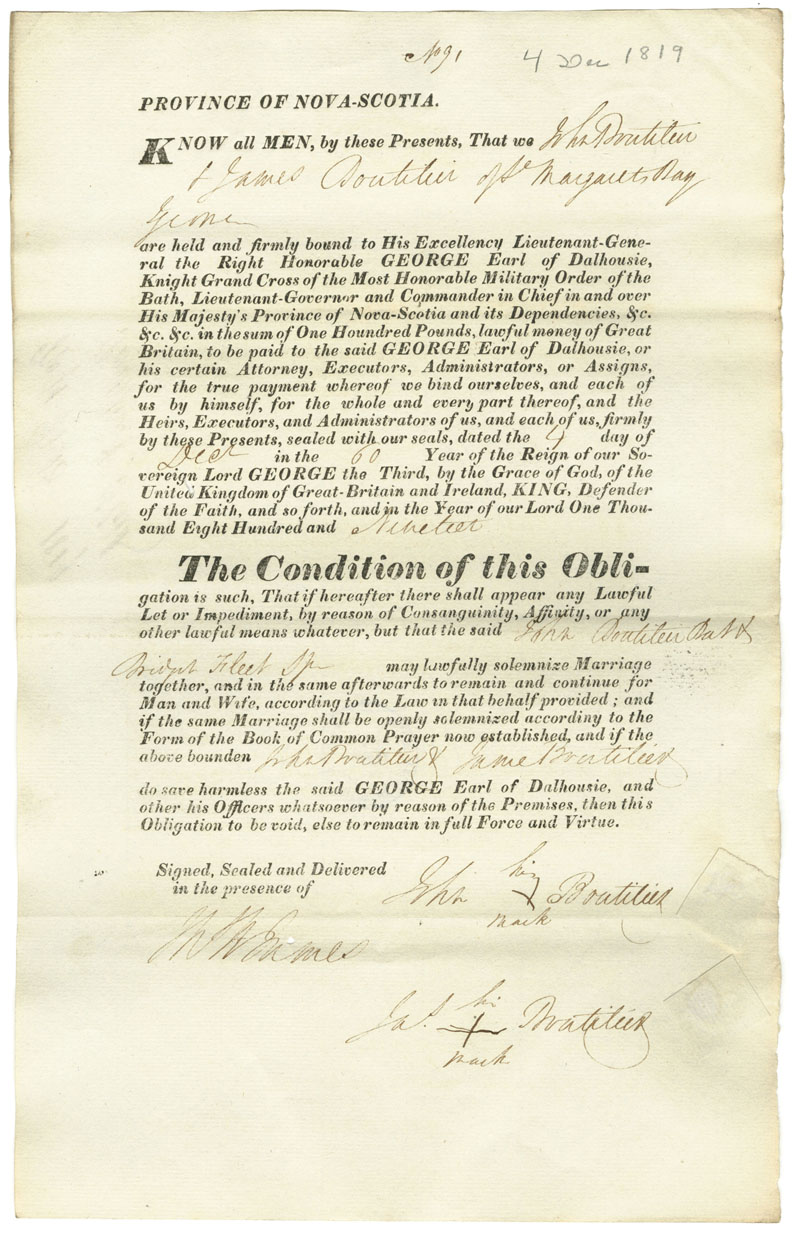 No 91 4 Dec 1819
PROVINCE OF NOVA-SCOTIA.
KNOW all MEN, by these Presents, That we John Boutilier
& James Boutilier of St Margarets Bay
are held and firmly bound to His Excellency Lieutenant-Gene-
ral the Right Honorable GEORGE Earl of Dalhousie,
Knight Grand Cross of the Most Honorable Military Order of the
Bath, Lieutenant-Governor and Commander in Chief in and over
His Majesty's Province of Nova-Scotia and its Dependencies, &c.
&c. &c. in the sum of One Houndred Pounds, lawful money of Great
Britain, to be paid to the said GEORGE Earl of Dalhousie, or
his certain Attorney, Executors, Administrators, or Assigns,
for the true payment whereof we bind ourselves, and each of
us by himself, for the whole and every part thereof, and the
Heirs, Executors, and Administrators of us, and each of us, firmly
by these Presents, sealed with our seals, dated the 4 day of
Decr in the 60 Year of the Reign of our So-
vereign Lord GEORGE the Third, by the Grace of God, of the
United Kingdom of Great-Britain and Ireland, KING, Defender
of the Faith, and so forth, and in the Year of our Lord One Thou-
sand Eight Hundred and Nineteen
The Condition of this Obli-
gation is such, That if hereafter there shall appear any Lawful
Let or Impediment, by reason of Consanguinity, Affinity, or any
other lawful means whatever, but that the said John Boutilier Bat &
Bridget Fleet Sp may lawfully solemnize Marriage
together, and in the same afterwards to remain and continue for
Man and Wife, according to the Law in that behalf provided ; and
if the same Marriage shall be openly solemnized accordiny to the
Form of the Book of Common Prayer now established, and if the
above bounden John Boutilier & James Boutilier
do save harmless the said GEORGE Earl of Dalhousie, and
other his Officers whatsoever by reason of the Premises, then this
Obligation to be void, else to remain in full Force and Virtue.
Signed, Sealed and Delivered
in the presence of
John his mark Boutilier
Jas. his mark Boutilier